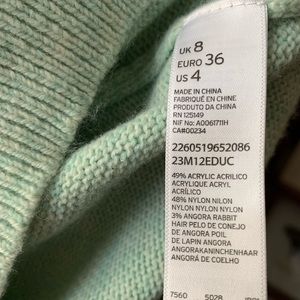 UK 8
EURO 36
US 4
MADE IN CHINA
FABRIQUÉ EN CHINE
PRODUTO DA CHINA
RN 125149
NIF No: A0061711H
CA#00234
2260519652086
23M12EDUC
49% ACRYLIC ACRILICO
ACRYLIQUE ACRYL
ACRÍLICO
48% NYLON NILON
NYLON NYLON NYLON
3% ANGORA RABBIT
HAIR PELO DE CONEJO
DE ANGORA POIL
DE LAPIN ANGORA
ANGORAKANINCHENHAAR
ANGORÁ DE COELHO
7560 5028